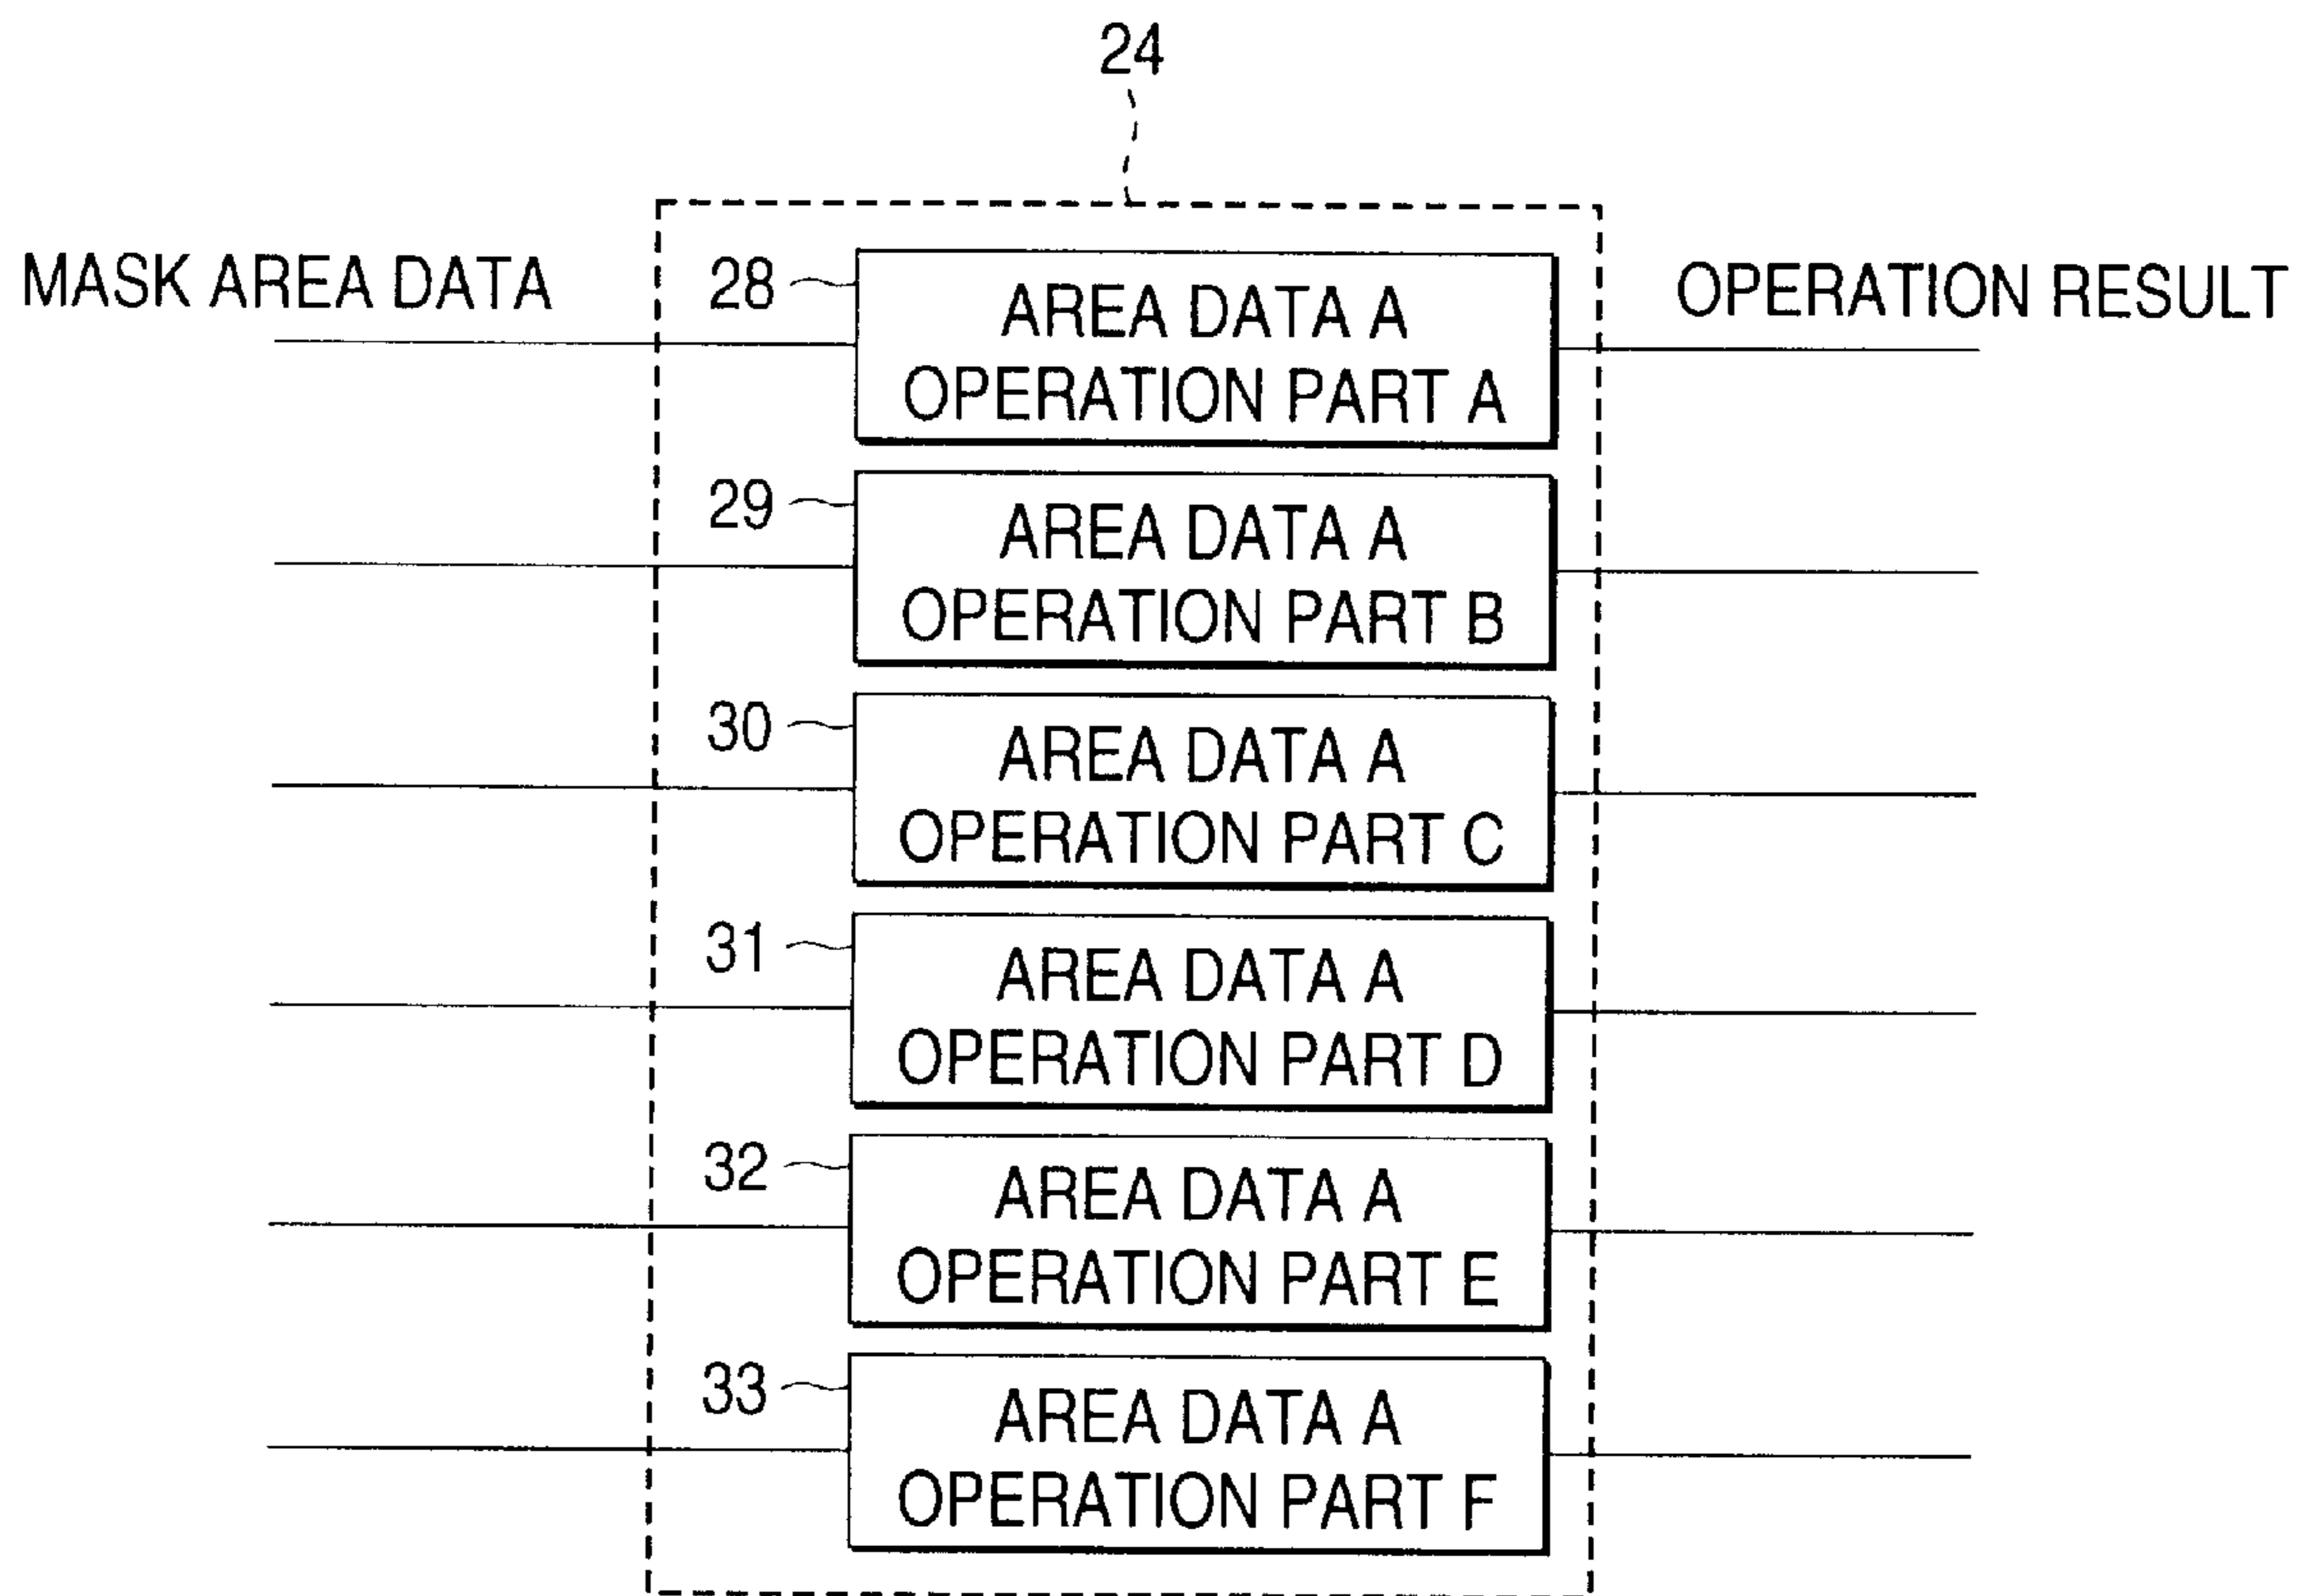 24
MASK AREA DATA
28
AREA DATA A
OPERATION PART A
OPERATION RESULT
29
AREA DATA A
OPERATION PART B
30
AREA DATA A
OPERATION PART C
31
AREA DATA A
OPERATION PART D
32
AREA DATA A
OPERATION PART E
33
AREA DATA A
OPERATION PART F